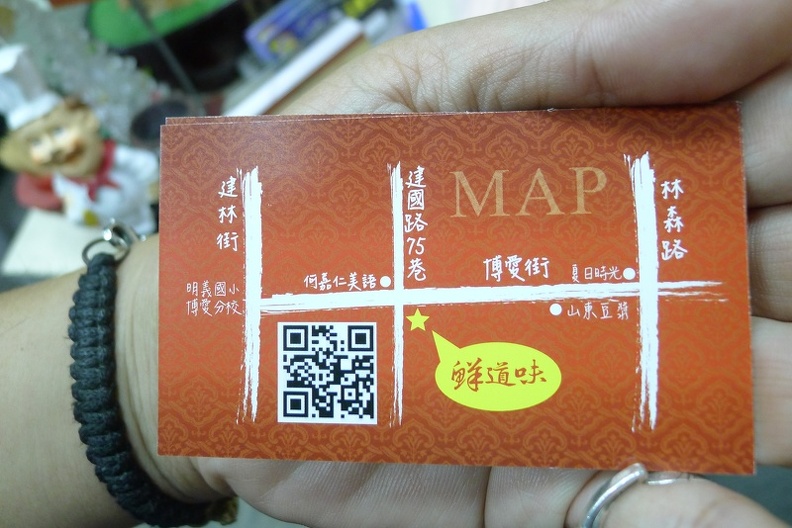 MAP
建林街
建國路75巷
林森路
博愛街
夏日時光
何嘉仁美語
明義國小
博愛分校
山東豆漿
鮮道味